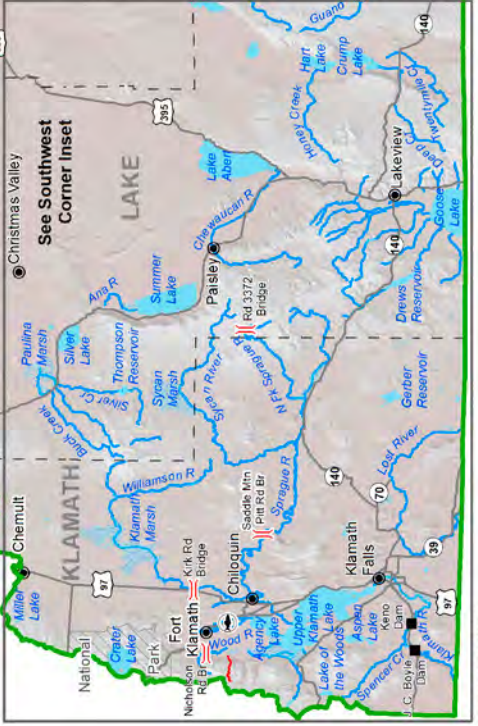 Guano
140
Hart
Lake
Crump
Lake
395
Christmas Valley
See Southwest
Corner Inset
LAKE
Honey Creek
Twentymile Cr
Deep Cr
Lake
Abert
Chewaucan R
Lakeview
Goose
Lake
140
Drews
Reservoir
Paisley
Ana R
Summer
Lake
Rd 3372
Bridge
Paulina
Marsh
Silver
Lake
Thompson
Reservoir
Silver Cr
Buck Creek
Sycan
Marsh
Sycan River
N Fk Sprague R
Gerber
Reservoir
Lost River
Chemult
KLAMATH
Williamson R
Klamath
Marsh
Sprague R
Saddle Mtn
Pitt Rd Br
140
70
39
Miller
Lake
97
Kirk Rd
Bridge
Chiloquin
Klamath
Falls
97
National
Crater
Lake
Park
Fort
Klamath
Nicholson
Rd Br
Wood R
Agency
Lake
Upper
Klamath
Lake
Lake of
the Woods
Aspen
Lake
Keno
Dam
Spencer Cr
J. C. Boyle
Dam
Klamath R